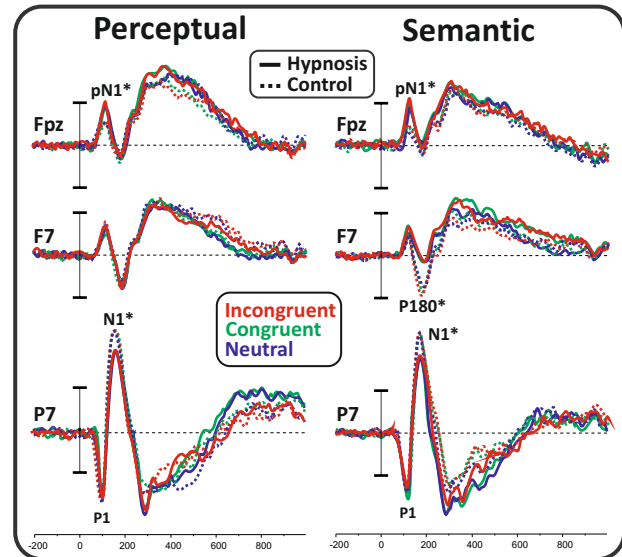 Perceptual
Semantic
Hypnosis
Control
pN1*
pN1*
Fpz
Fpz
F7
F7
P180*
Incongruent
Congruent
Neutral
N1*
N1*
P7
P7
P1
P1
-200 0 200 400 600 800
-200 0 200 400 600 800